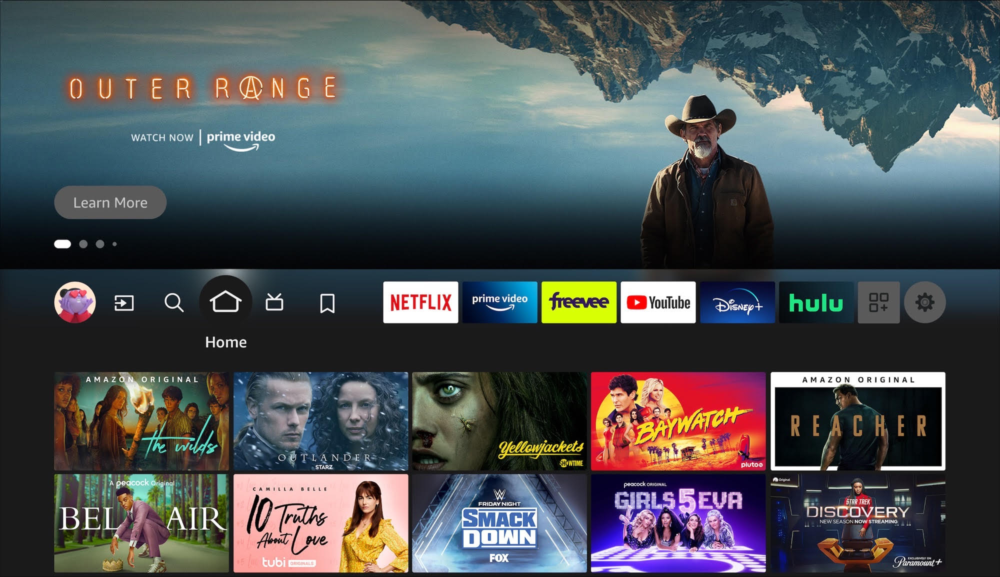 OUTER RANGE
WATCH NOW | prime video
Learn More
NETFLIX
prime video
freevee
YouTube
Disney+
hulu
Home
AMAZON ORIGINAL
the wilds
OUTLANDER
STARZ
Yellowjackets
SHOWTIME
BAYWATCH
pluto tv
AMAZON ORIGINAL
REACHER
A peacock Original
BEL AIR
CAMILLA BELLE
10 Truths
About Love
tubi ORIGINALS
W
FRIDAY NIGHT
SMACK
DOWN
FOX
peacock ORIGINAL
GIRLS5EVA
Original
STAR TREK
DISCOVERY
NEW SEASON NOW STREAMING
EXCLUSIVELY ON
Paramount+